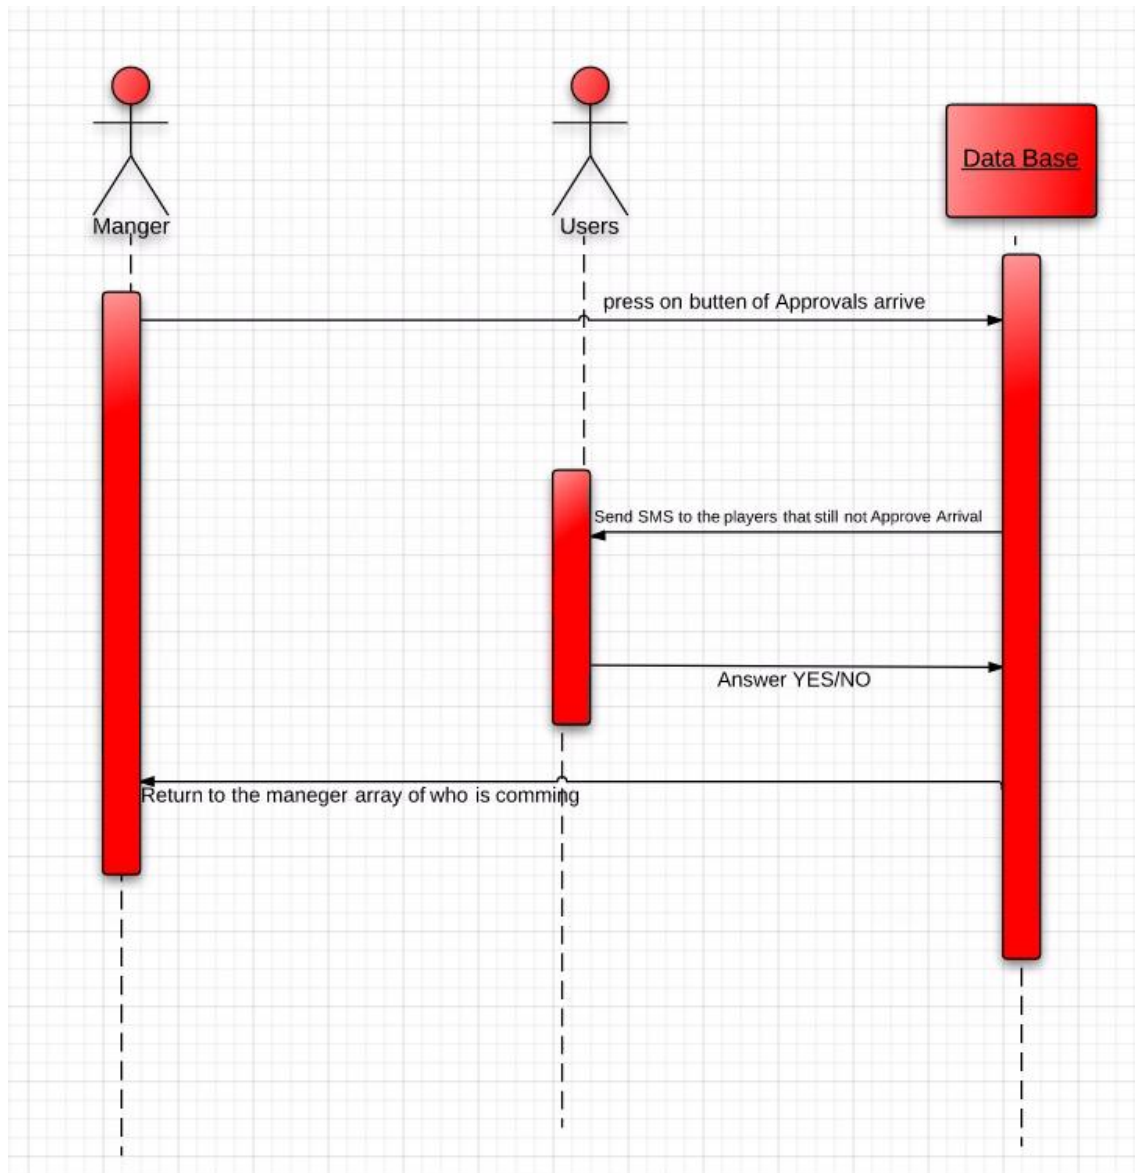 Manger
Users
Data Base
press on butten of Approvals arrive
Send SMS to the players that still not Approve Arrival
Answer YES/NO
Return to the maneger array of who is comming